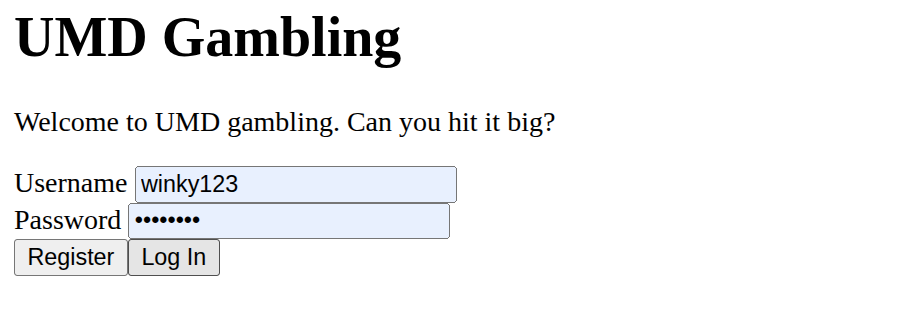 UMD Gambling
Welcome to UMD gambling. Can you hit it big?
Username winky123
Password ••••••••
Register Log In